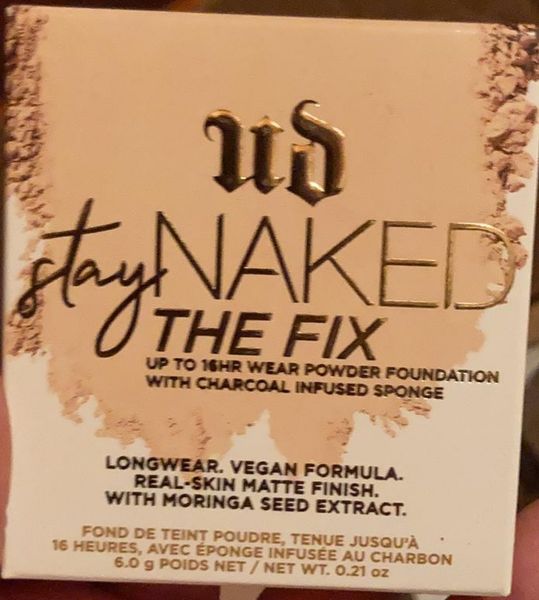 UD
stay NAKED
THE FIX
UP TO 16HR WEAR POWDER FOUNDATION
WITH CHARCOAL INFUSED SPONGE
LONGWEAR. VEGAN FORMULA.
REAL-SKIN MATTE FINISH.
WITH MORINGA SEED EXTRACT.
FOND DE TEINT POUDRE, TENUE JUSQU'À
16 HEURES, AVEC ÉPONGE INFUSÉE AU CHARBON
6.0 g POIDS NET / NET WT. 0.21 oz